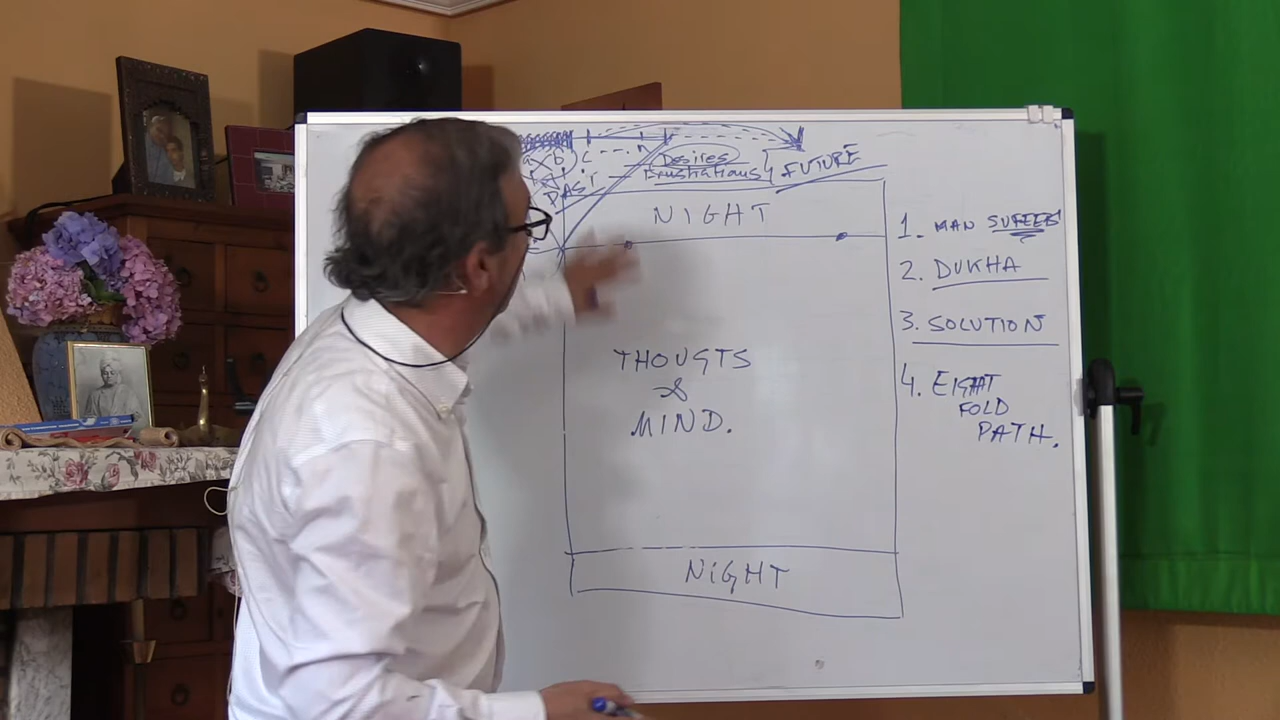 a b c
Desires
Frustrations
PAST
FUTURE
NIGHT
THOUGTS
&
MIND.
NIGHT
1. MAN SUFFERS
2. DUKHA
3. SOLUTION
4. EIGHT
FOLD
PATH.